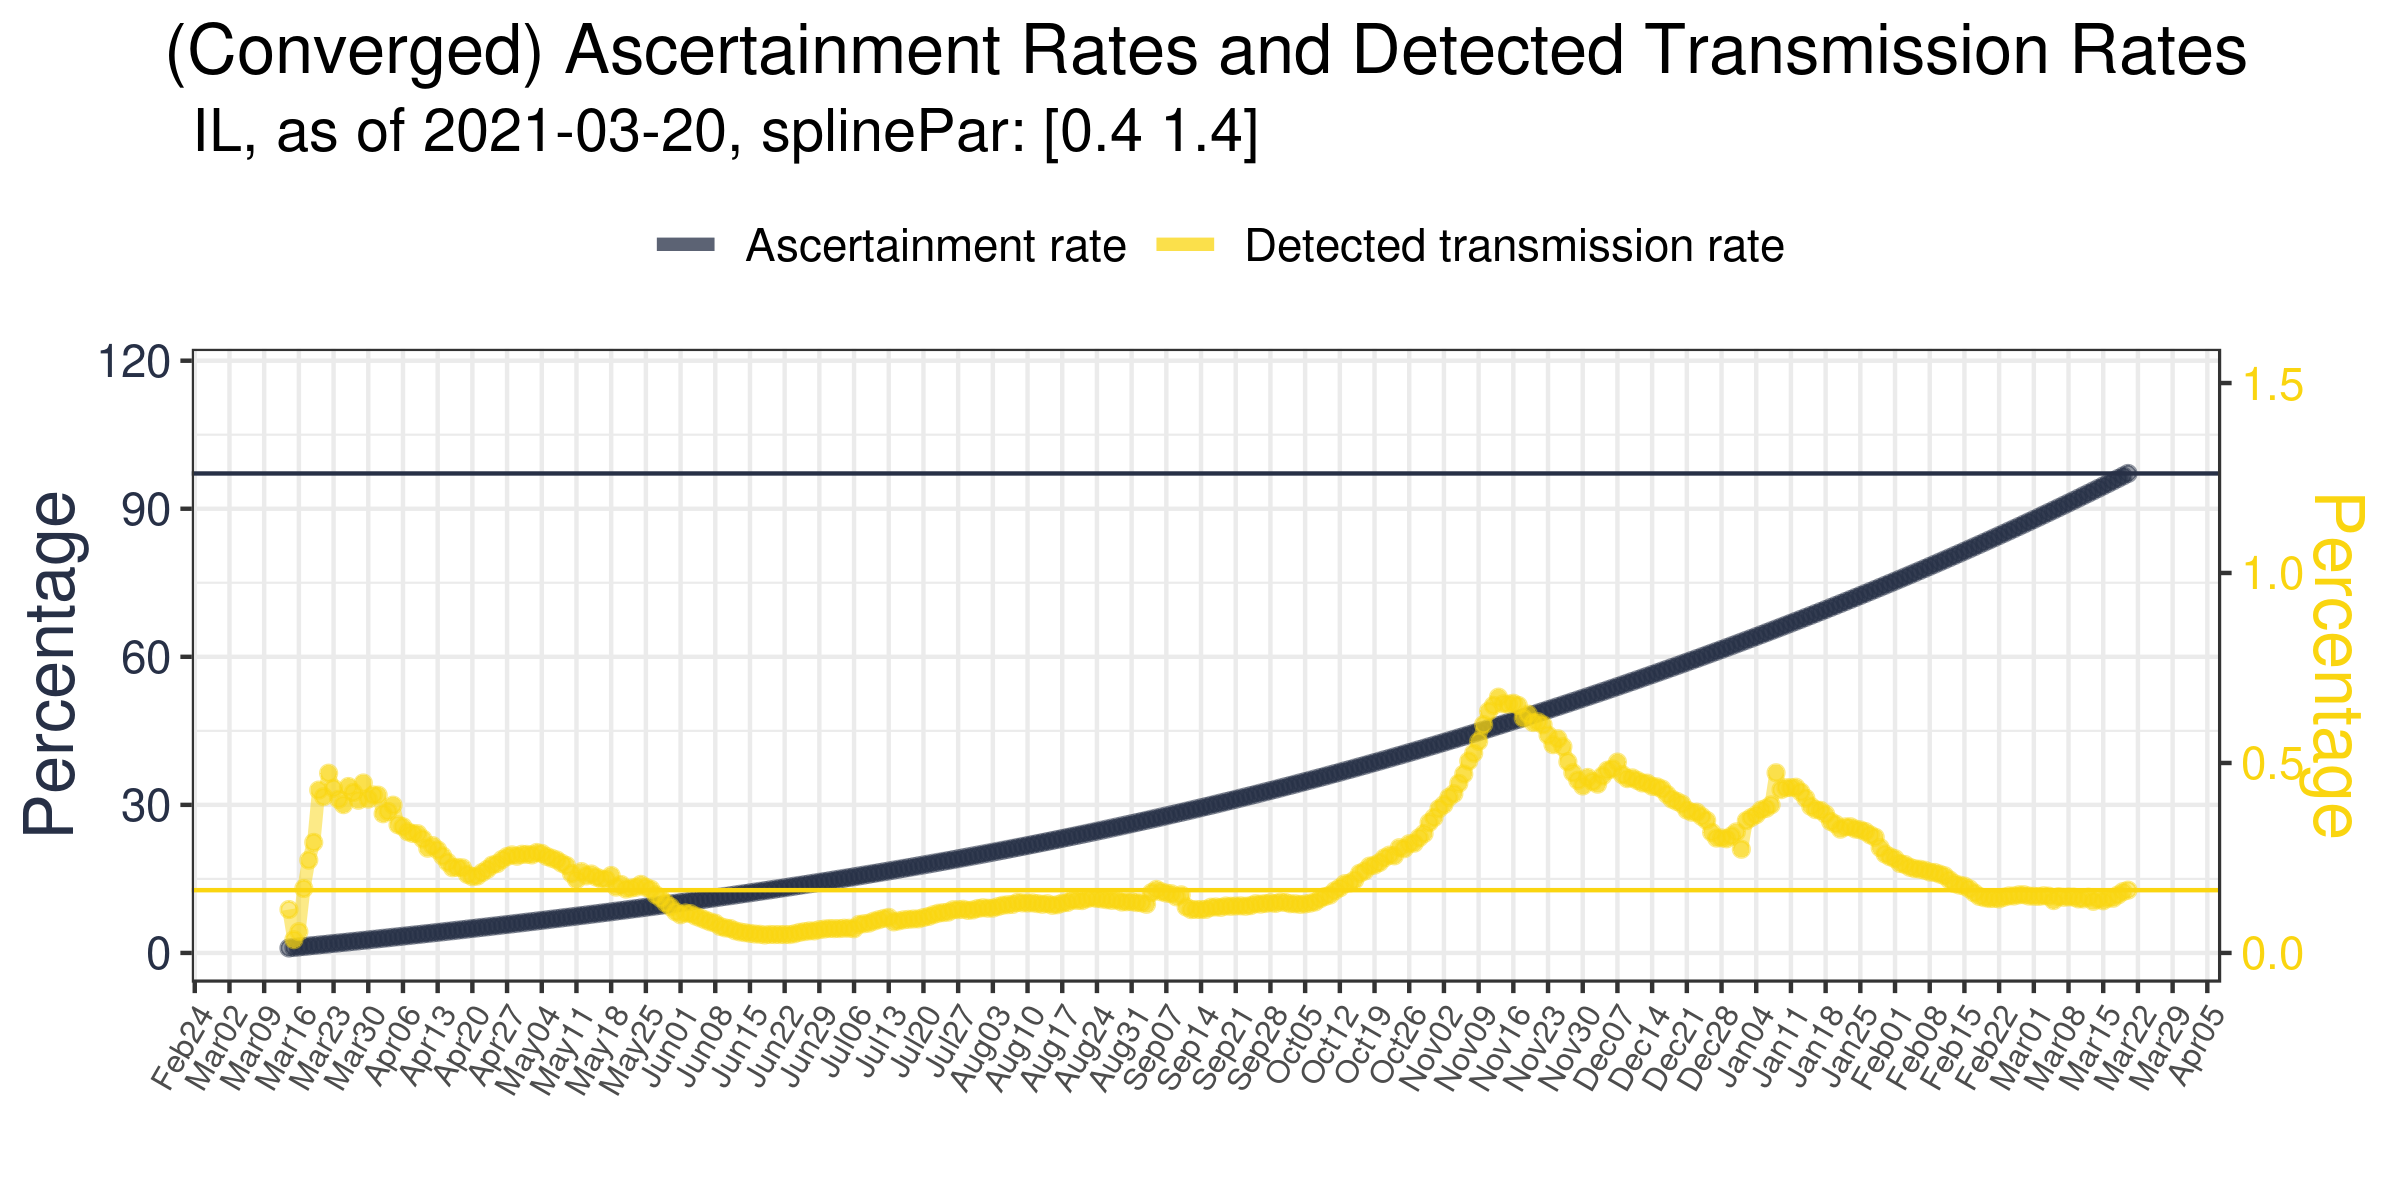 (Converged) Ascertainment Rates and Detected Transmission Rates
IL, as of 2021-03-20, splinePar: [0.4 1.4]
Ascertainment rate
Detected transmission rate
120
90
60
30
0
Percentage
1.5
1.0
0.5
0.0
Percentage
Feb24
Mar02
Mar09
Mar16
Mar23
Mar30
Apr06
Apr13
Apr20
Apr27
May04
May11
May18
May25
Jun01
Jun08
Jun15
Jun22
Jun29
Jul06
Jul13
Jul20
Jul27
Aug03
Aug10
Aug17
Aug24
Aug31
Sep07
Sep14
Sep21
Sep28
Oct05
Oct12
Oct19
Oct26
Nov02
Nov09
Nov16
Nov23
Nov30
Dec07
Dec14
Dec21
Dec28
Jan04
Jan11
Jan18
Jan25
Feb01
Feb08
Feb15
Feb22
Mar01
Mar08
Mar15
Mar22
Mar29
Apr05